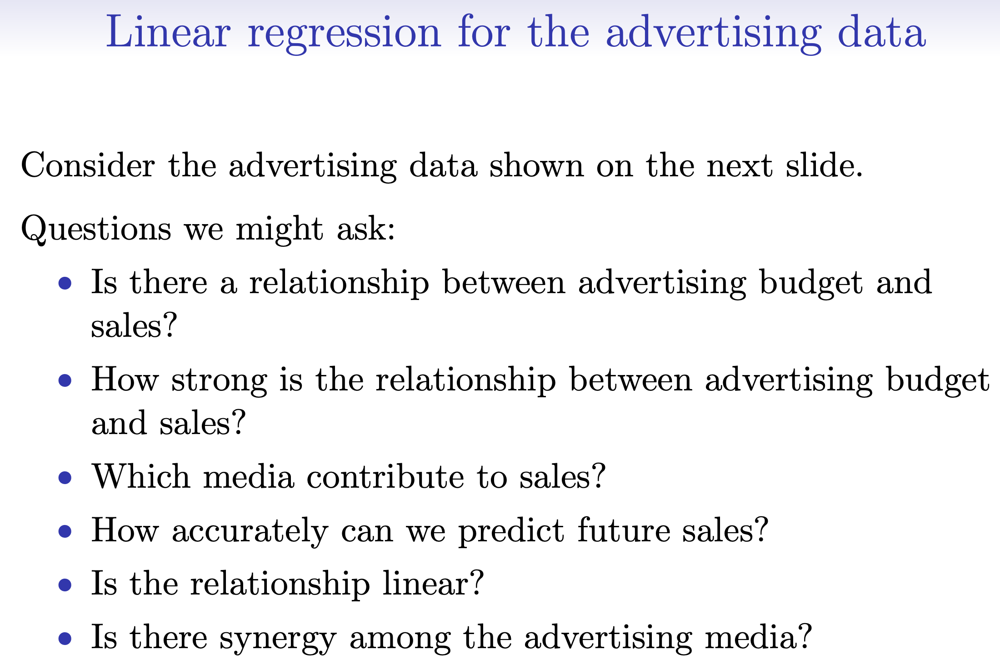 Linear regression for the advertising data
Consider the advertising data shown on the next slide.
Questions we might ask:
• Is there a relationship between advertising budget and
sales?
• How strong is the relationship between advertising budget
and sales?
• Which media contribute to sales?
• How accurately can we predict future sales?
• Is the relationship linear?
• Is there synergy among the advertising media?